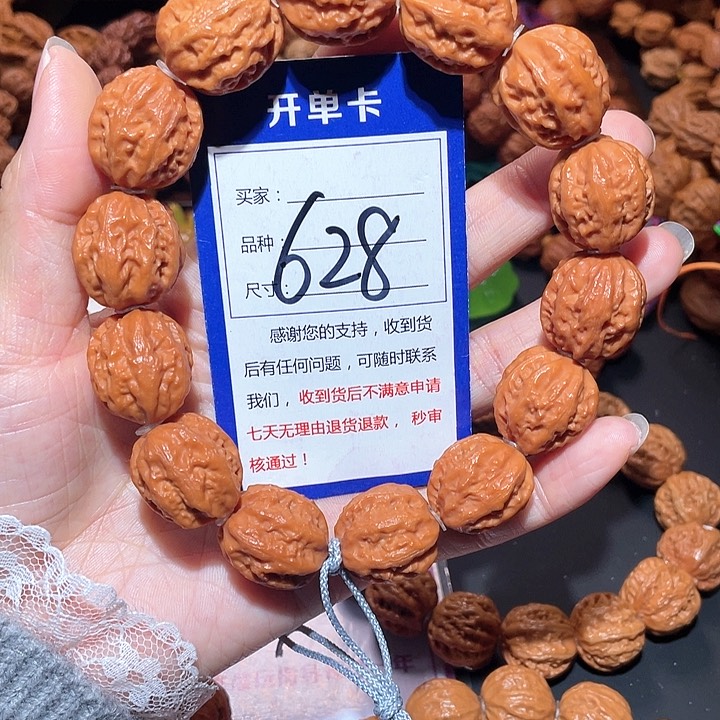 开单卡
买家：
品种：
尺寸：
628
感谢您的支持，收到货
后有任何问题，可随时联系
我们，收到货后不满意申请
七天无理由退货退款，秒审
核通过！